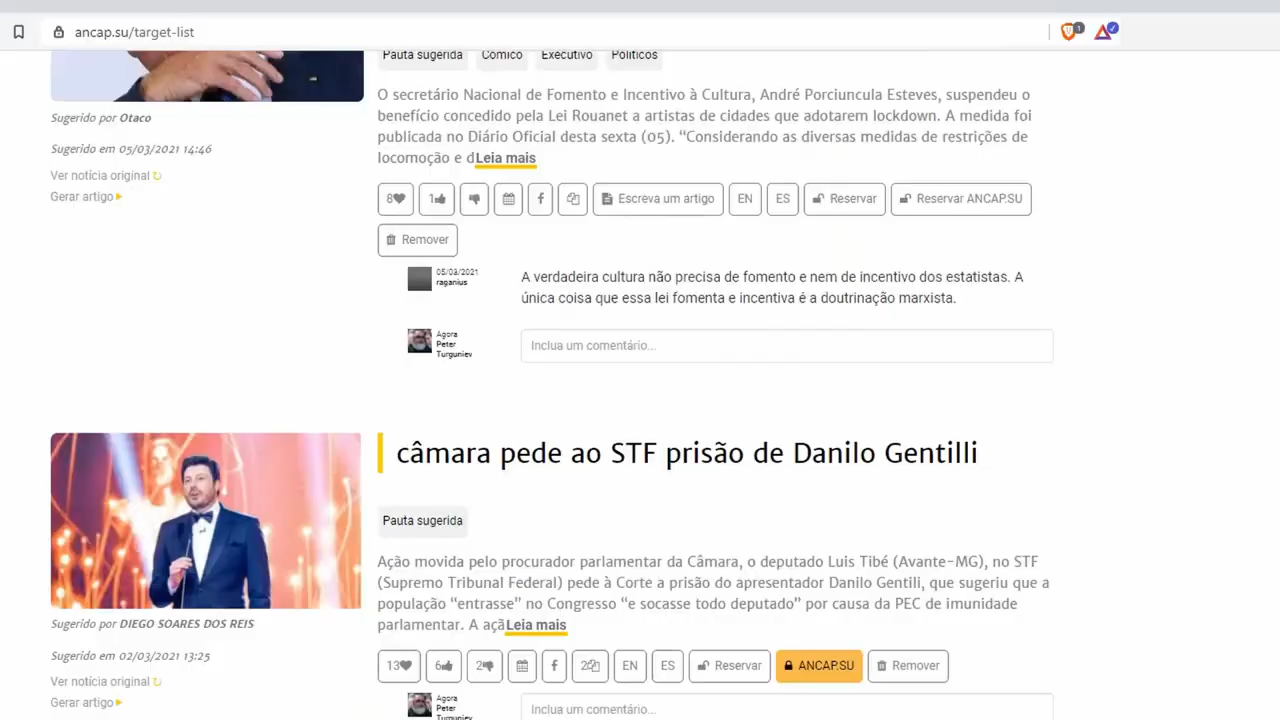 ancap.su/target-list
1
Pauta sugerida Cômico Executivo Políticos
O secretário Nacional de Fomento e Incentivo à Cultura, André Porciuncula Esteves, suspendeu o
benefício concedido pela Lei Rouanet a artistas de cidades que adotarem lockdown. A medida foi
publicada no Diário Oficial desta sexta (05). “Considerando as diversas medidas de restrições de
locomoção e dLeia mais
Sugerido por Otaco
Sugerido em 05/03/2021 14:46
Ver notícia original
Gerar artigo
8 1 Escreva um artigo EN ES Reservar Reservar ANCAP.SU
Remover
05/03/2021
raganius
A verdadeira cultura não precisa de fomento e nem de incentivo dos estatistas. A
única coisa que essa lei fomenta e incentiva é a doutrinação marxista.
Agora
Peter
Turguniev
Inclua um comentário...
câmara pede ao STF prisão de Danilo Gentilli
Pauta sugerida
Ação movida pelo procurador parlamentar da Câmara, o deputado Luis Tibé (Avante-MG), no STF
(Supremo Tribunal Federal) pede à Corte a prisão do apresentador Danilo Gentili, que sugeriu que a
população “entrasse” no Congresso “e socasse todo deputado” por causa da PEC de imunidade
parlamentar. A açãLeia mais
Sugerido por DIEGO SOARES DOS REIS
Sugerido em 02/03/2021 13:25
Ver notícia original
Gerar artigo
13 6 2 2 EN ES Reservar ANCAP.SU Remover
Agora
Peter
Turguniev
Inclua um comentário...